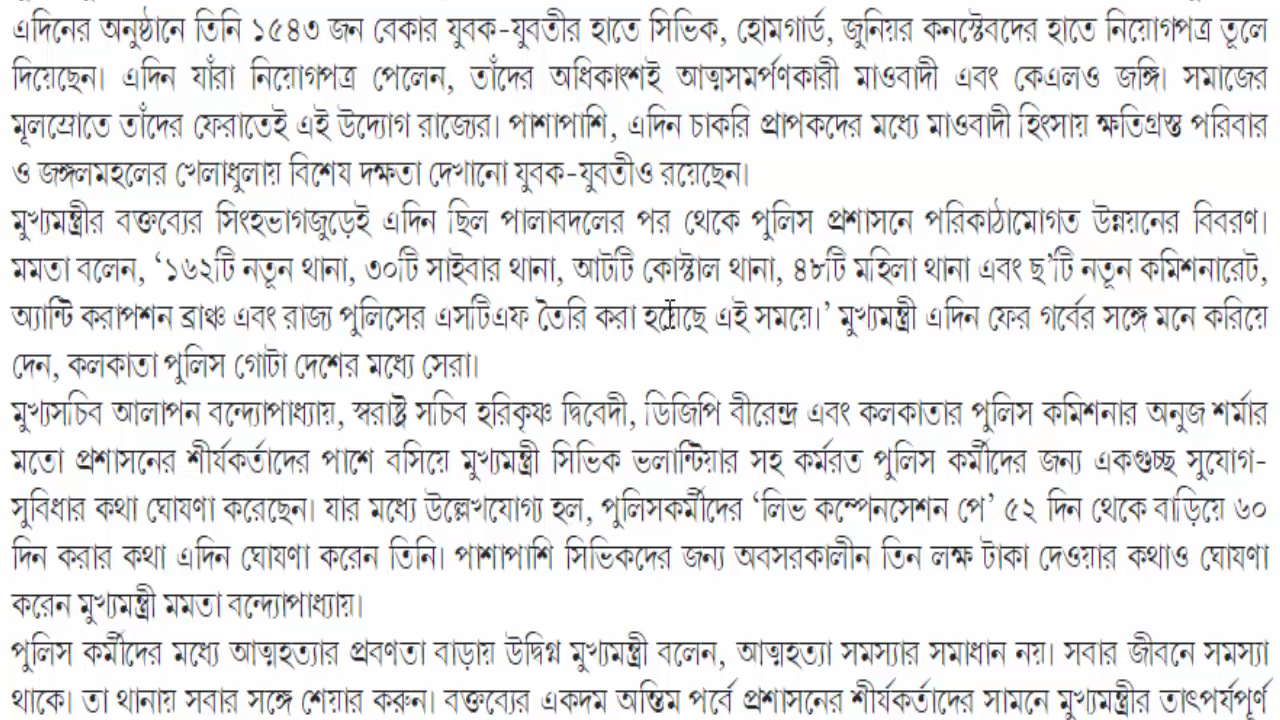 এদিনের অনুষ্ঠানে তিনি ১৫৪৩ জন বেকার যুবক-যুবতীর হাতে সিভিক, হোমগার্ড, জুনিয়র কনস্টেবদের হাতে নিয়োগপত্র তুলে
দিয়েছেন। এদিন যাঁরা নিয়োগপত্র পেলেন, তাঁদের অধিকাংশই আত্মসমর্পণকারী মাওবাদী এবং কেএলও জঙ্গি। সমাজের
মূলস্রোতে তাঁদের ফেরাতেই এই উদ্যোগ রাজ্যের। পাশাপাশি, এদিন চাকরি প্রাপকদের মধ্যে মাওবাদী হিংসায় ক্ষতিগ্রস্ত পরিবার
ও জঙ্গলমহলের খেলাধুলায় বিশেষ দক্ষতা দেখানো যুবক-যুবতীও রয়েছেন।
মুখ্যমন্ত্রীর বক্তব্যের সিংহভাগজুড়েই এদিন ছিল পালাবদলের পর থেকে পুলিস প্রশাসনে পরিকাঠামোগত উন্নয়নের বিবরণ।
মমতা বলেন, ‘১৬২টি নতুন থানা, ৩০টি সাইবার থানা, আটটি কোস্টাল থানা, ৪৮টি মহিলা থানা এবং ছ’টি নতুন কমিশনারেট,
অ্যান্টি করাপশন ব্রাঞ্চ এবং রাজ্য পুলিসের এসটিএফ তৈরি করা হয়েছে এই সময়ে।’ মুখ্যমন্ত্রী এদিন ফের গর্বের সঙ্গে মনে করিয়ে
দেন, কলকাতা পুলিস গোটা দেশের মধ্যে সেরা।
মুখ্যসচিব আলাপন বন্দ্যোপাধ্যায়, স্বরাষ্ট্র সচিব হরিকৃষ্ণ দ্বিবেদী, ডিজিপি বীরেন্দ্র এবং কলকাতার পুলিস কমিশনার অনুজ শর্মার
মতো প্রশাসনের শীর্ষকর্তাদের পাশে বসিয়ে মুখ্যমন্ত্রী সিভিক ভলান্টিয়ার সহ কর্মরত পুলিস কর্মীদের জন্য একগুচ্ছ সুযোগ-
সুবিধার কথা ঘোষণা করেছেন। যার মধ্যে উল্লেখযোগ্য হল, পুলিসকর্মীদের ‘লিভ কম্পেনসেশন পে’ ৫২ দিন থেকে বাড়িয়ে ৬০
দিন করার কথা এদিন ঘোষণা করেন তিনি। পাশাপাশি সিভিকদের জন্য অবসরকালীন তিন লক্ষ টাকা দেওয়ার কথাও ঘোষণা
করেন মুখ্যমন্ত্রী মমতা বন্দ্যোপাধ্যায়।
পুলিস কর্মীদের মধ্যে আত্মহত্যার প্রবণতা বাড়ায় উদ্বিগ্ন মুখ্যমন্ত্রী বলেন, আত্মহত্যা সমস্যার সমাধান নয়। সবার জীবনে সমস্যা
থাকে। তা থানায় সবার সঙ্গে শেয়ার করুন। বক্তব্যের একদম অন্তিম পর্বে প্রশাসনের শীর্ষকর্তাদের সামনে মুখ্যমন্ত্রীর তাৎপর্যপূর্ণ